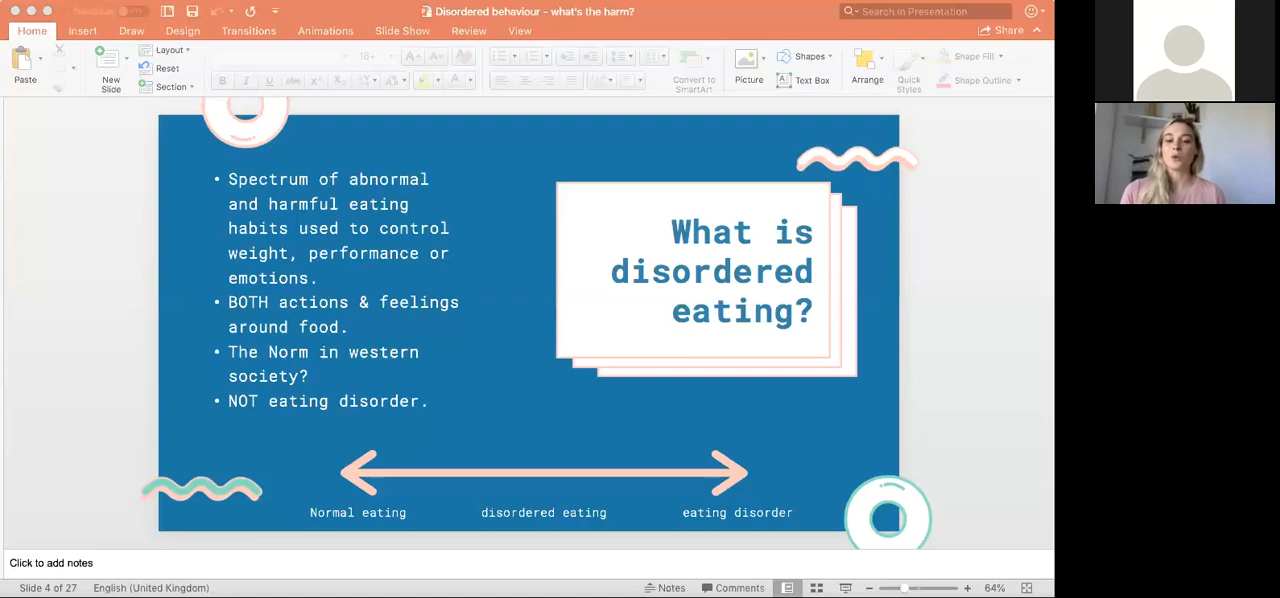 Disordered behaviour - what's the harm?
Search in Presentation
Home Insert Draw Design Transitions Animations Slide Show Review View
Share
Paste
New
Slide
Layout
Reset
Section
Convert to
SmartArt
Picture
Shapes
Text Box
Arrange
Quick
Styles
Shape Fill
Shape Outline
• Spectrum of abnormal
and harmful eating
habits used to control
weight, performance or
emotions.
• BOTH actions & feelings
around food.
• The Norm in western
society?
• NOT eating disorder.
What is
disordered
eating?
Normal eating disordered eating eating disorder
Click to add notes
Slide 4 of 27 English (United Kingdom) Notes Comments 64%